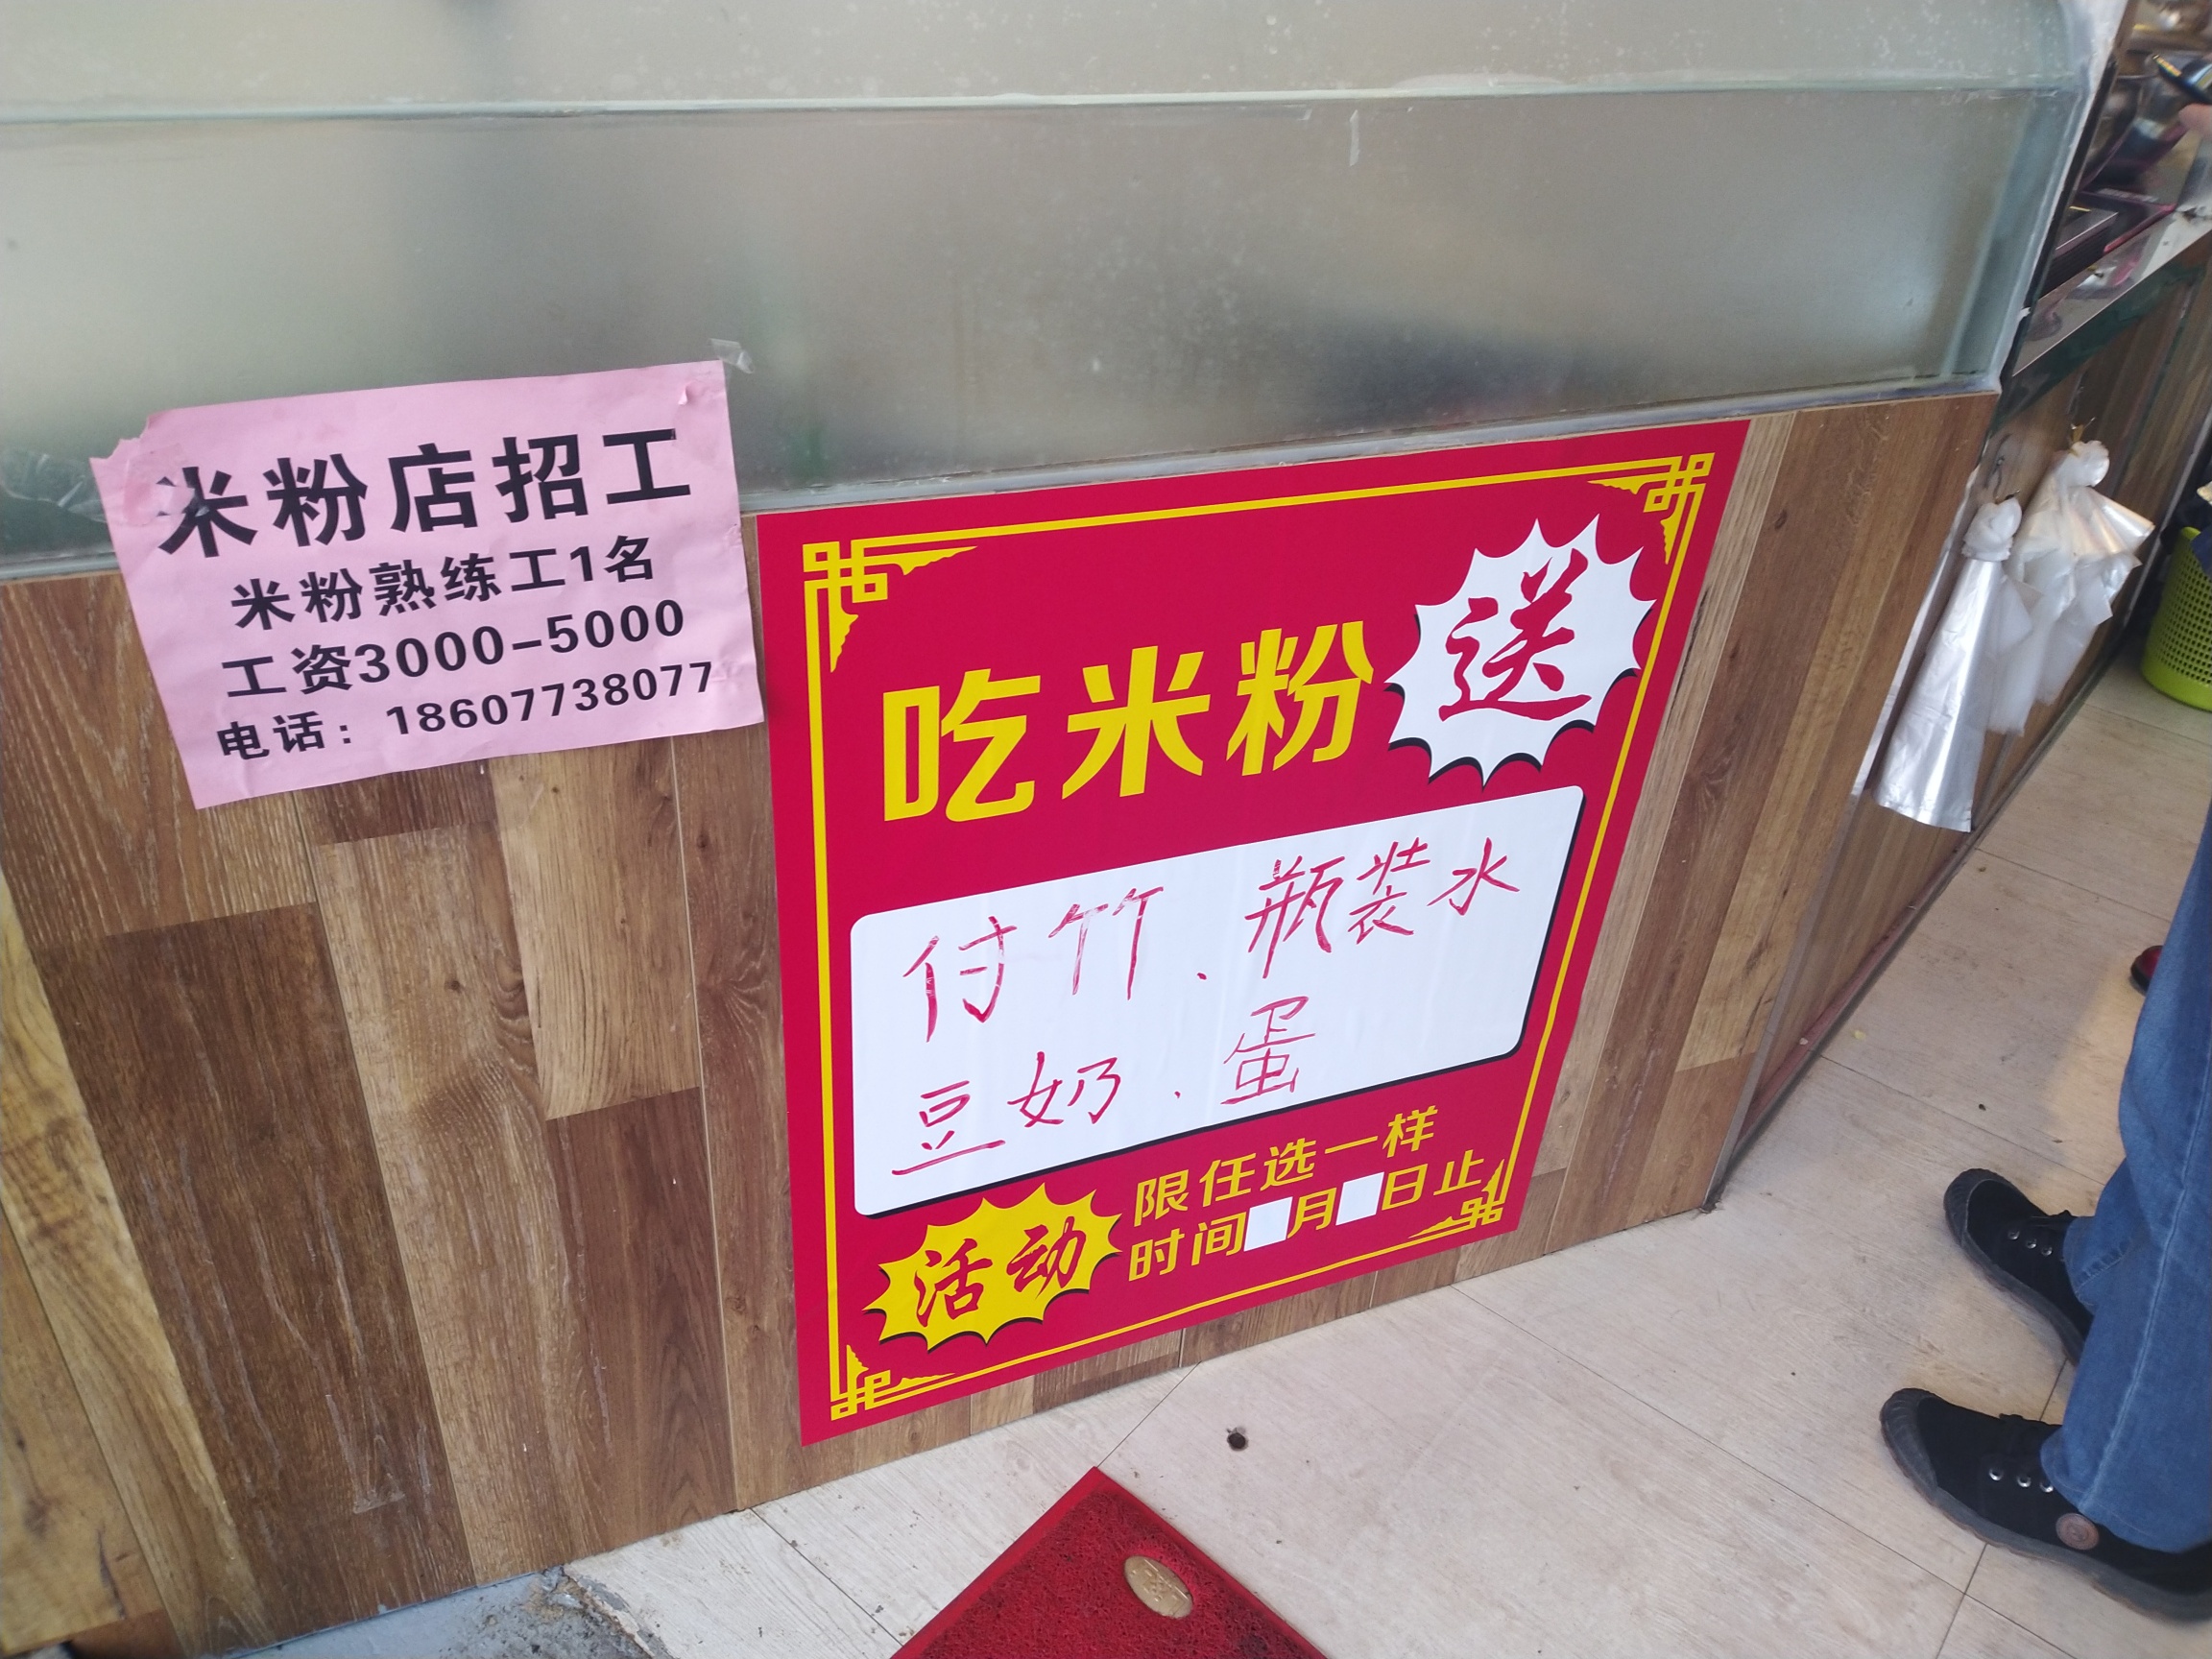 米粉店招工
米粉熟练工1名
工资3000-5000
电话：18607738077
吃米粉送
付竹、瓶装水
豆奶、蛋
活动
限任选一样
时间 月 日止